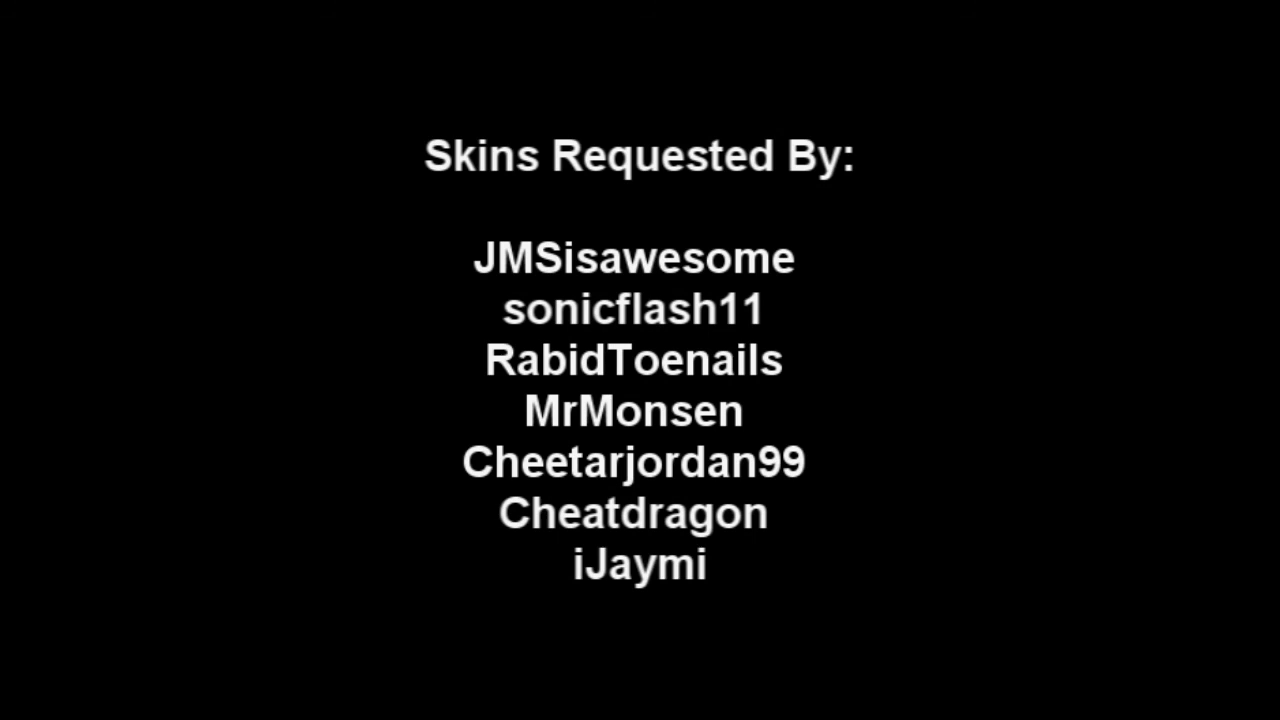 Skins Requested By:
JMSisawesome
sonicflash11
RabidToenails
MrMonsen
Cheetarjordan99
Cheatdragon
iJaymi